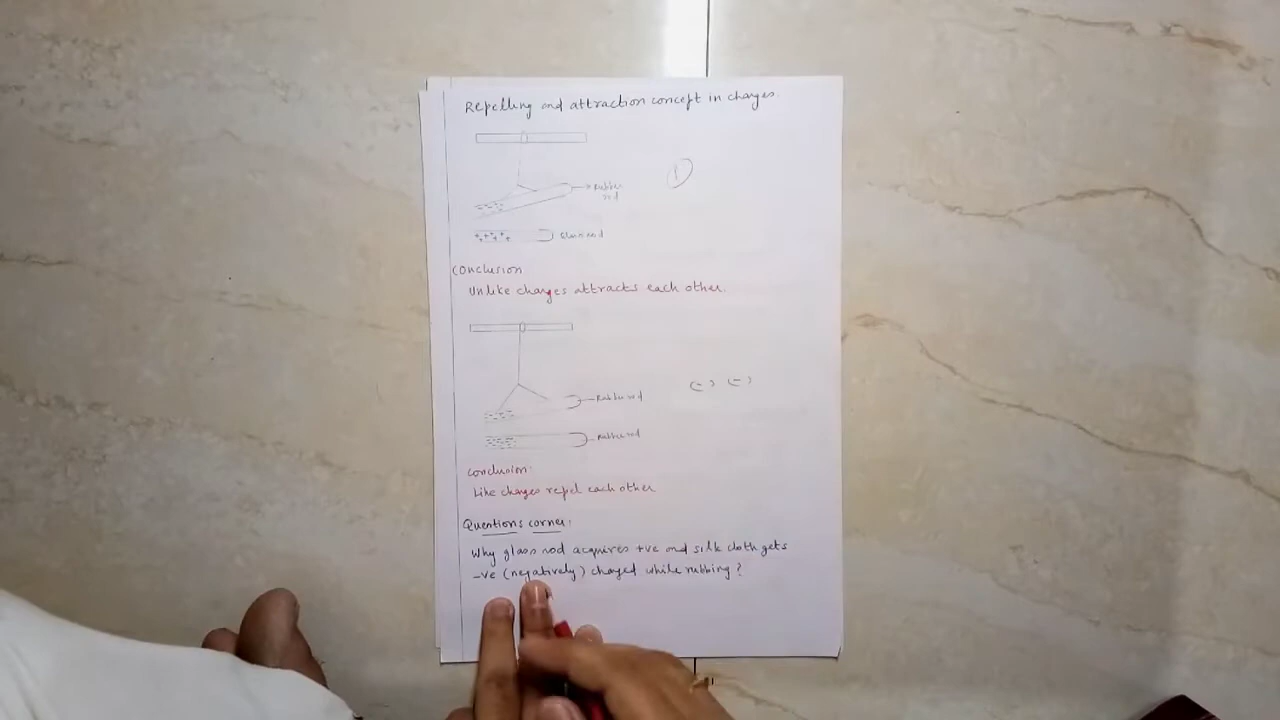 Repelling and attraction concept in charges.
Rubber
rod
1
+ + + + +
Glass rod
Conclusion
Unlike charges attracts each other.
Rubber rod
(-) (-)
Rubber rod
Conclusion:
Like charges repel each other
Questions corner:
Why glass rod acquires +ve and silk cloth gets
-ve (negatively) charged while rubbing?